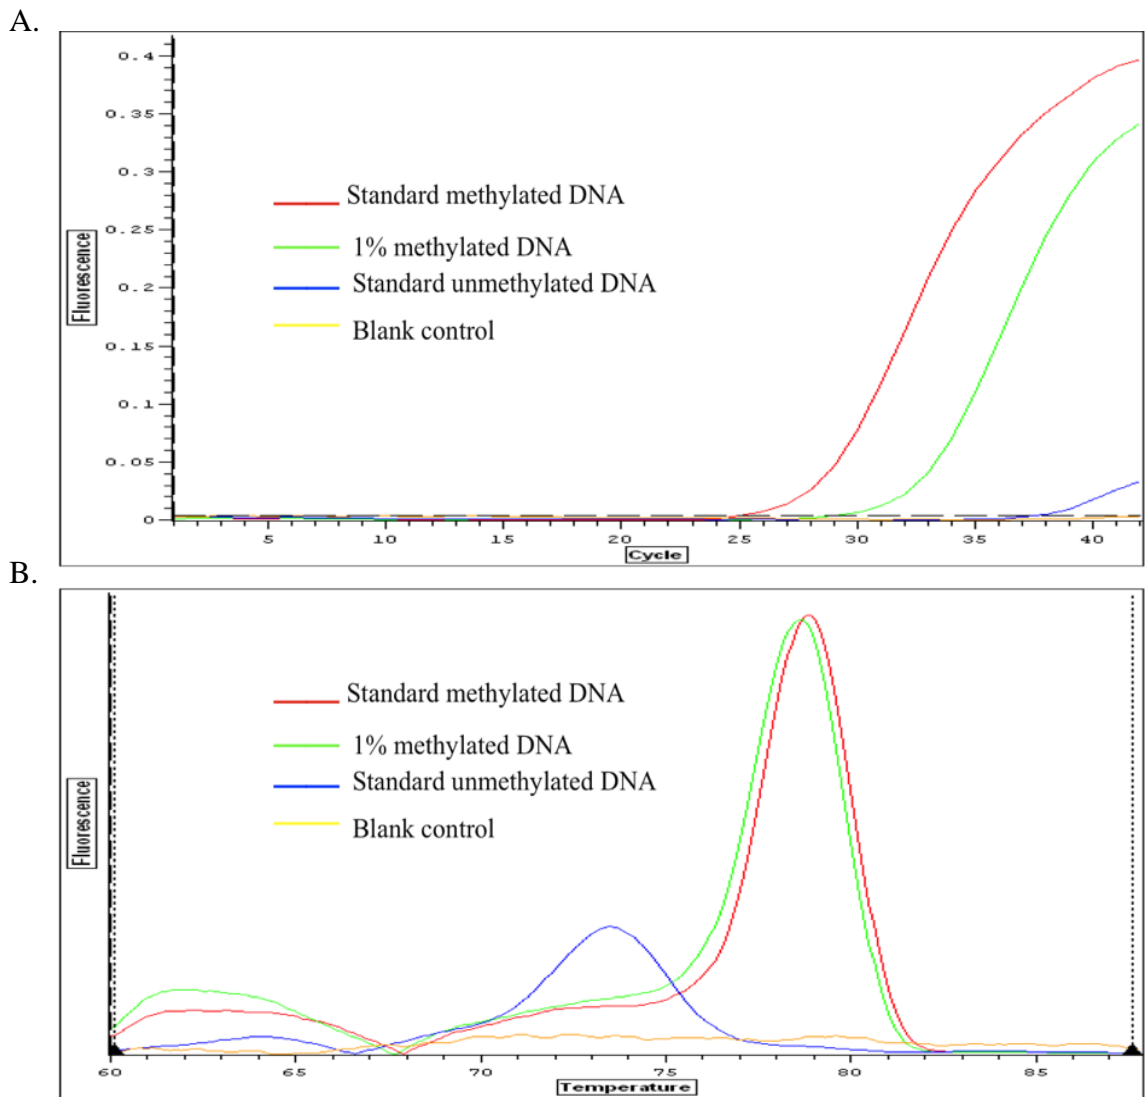 A.
0.4
0.35
0.3
0.25
0.2
0.15
0.1
0.05
0
Fluorescence
Standard methylated DNA
1% methylated DNA
Standard unmethylated DNA
Blank control
5 10 15 20 25 30 35 40
Cycle
B.
Fluorescence
Standard methylated DNA
1% methylated DNA
Standard unmethylated DNA
Blank control
60 65 70 75 80 85
Temperature